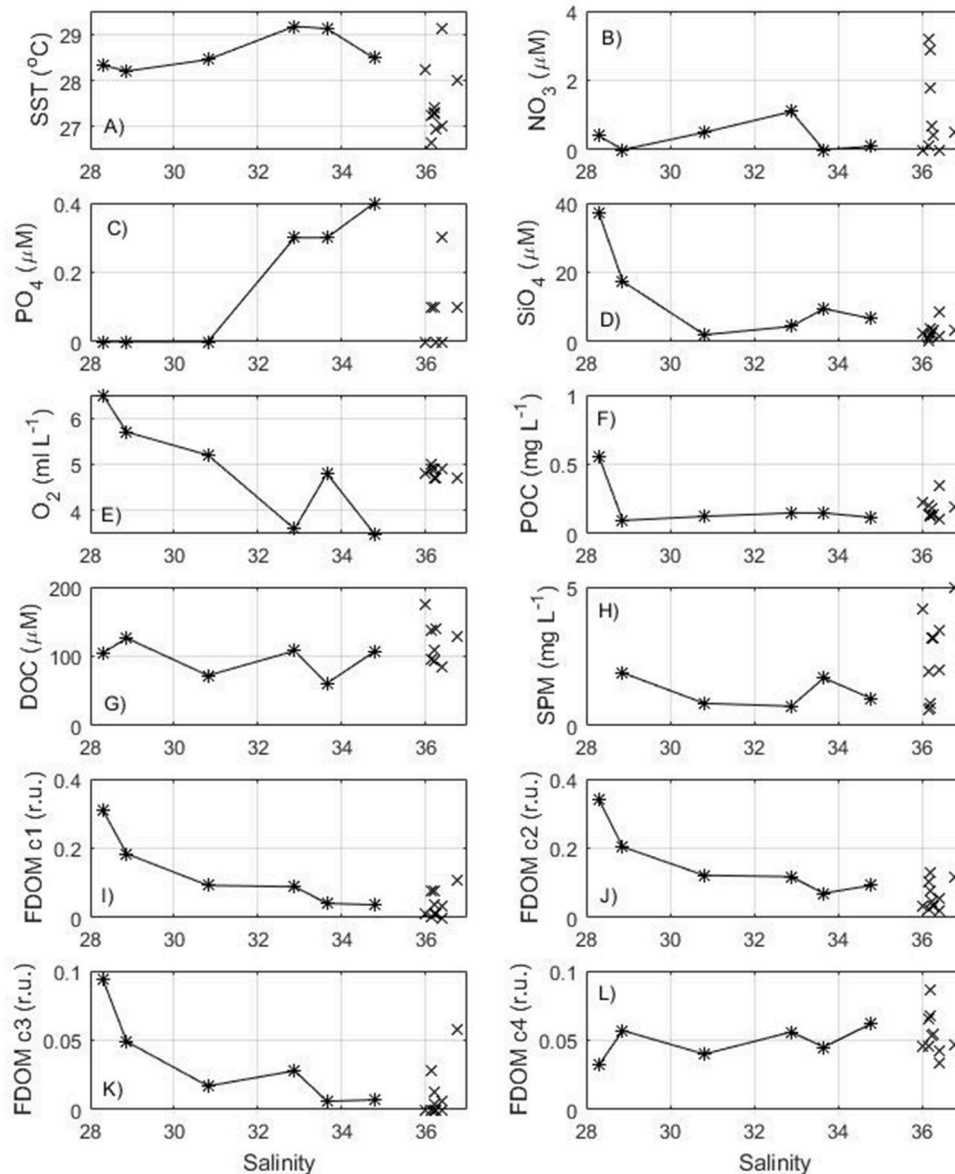 SST (°C)
29
28
27
A)
28 30 32 34 36
NO3 (μM)
4
2
0
B)
28 30 32 34 36
PO4 (μM)
0.4
0.2
0
C)
28 30 32 34 36
SiO4 (μM)
40
20
0
D)
28 30 32 34 36
O2 (ml L-1)
6
5
4
E)
28 30 32 34 36
POC (mg L-1)
1
0.5
0
F)
28 30 32 34 36
DOC (μM)
200
100
0
G)
28 30 32 34 36
SPM (mg L-1)
5
0
H)
28 30 32 34 36
FDOM c1 (r.u.)
0.4
0.2
0
I)
28 30 32 34 36
FDOM c2 (r.u.)
0.4
0.2
0
J)
28 30 32 34 36
FDOM c3 (r.u.)
0.1
0.05
0
K)
28 30 32 34 36
Salinity
FDOM c4 (r.u.)
0.1
0.05
0
L)
28 30 32 34 36
Salinity